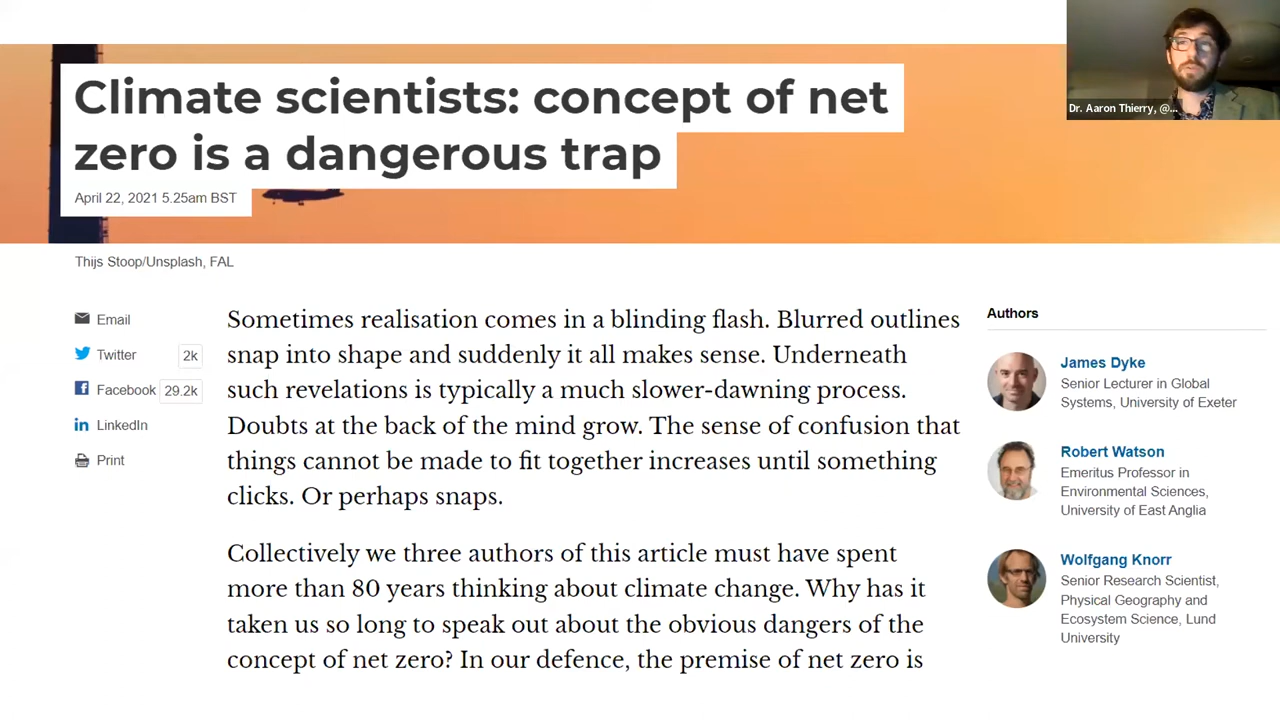 Climate scientists: concept of net
zero is a dangerous trap
April 22, 2021 5.25am BST
Dr. Aaron Thierry, @...
Thijs Stoop/Unsplash, FAL
Email
Twitter 2k
Facebook 29.2k
LinkedIn
Print
Sometimes realisation comes in a blinding flash. Blurred outlines
snap into shape and suddenly it all makes sense. Underneath
such revelations is typically a much slower-dawning process.
Doubts at the back of the mind grow. The sense of confusion that
things cannot be made to fit together increases until something
clicks. Or perhaps snaps.
Collectively we three authors of this article must have spent
more than 80 years thinking about climate change. Why has it
taken us so long to speak out about the obvious dangers of the
concept of net zero? In our defence, the premise of net zero is
Authors
James Dyke
Senior Lecturer in Global
Systems, University of Exeter
Robert Watson
Emeritus Professor in
Environmental Sciences,
University of East Anglia
Wolfgang Knorr
Senior Research Scientist,
Physical Geography and
Ecosystem Science, Lund
University